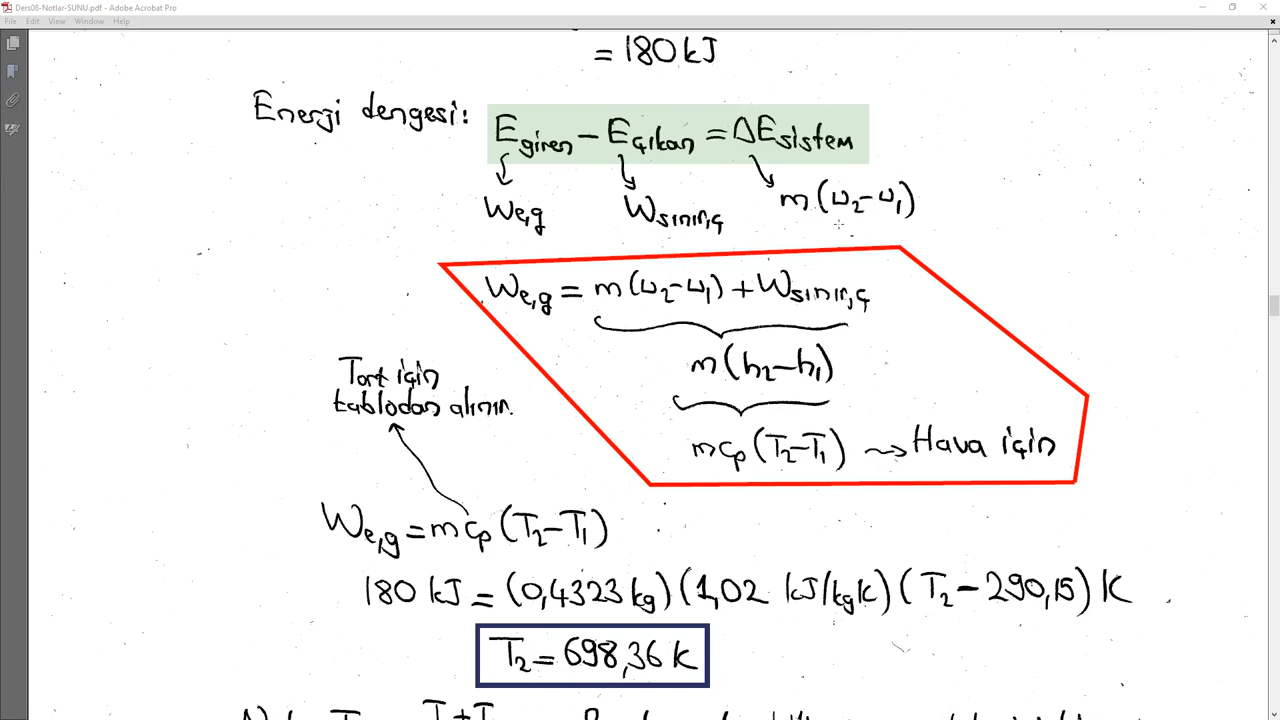 Ders08-Notlar-SUNU.pdf - Adobe Acrobat Pro
File Edit View Window Help
= 180 kJ
Enerji dengesi: Egiren - Eçıkan = ΔEsistem
We,g Wsınır,ç m(u2-u1)
We,g = m(u2-u1) + Wsınır,ç
m(h2-h1)
mcp(T2-T1) → Hava için
Tort için
tablodan alınır.
We,g = mcp(T2-T1)
180 kJ = (0,4323 kg) (1,02 kJ/kgK) (T2 - 290,15) K
T2 = 698,36 K